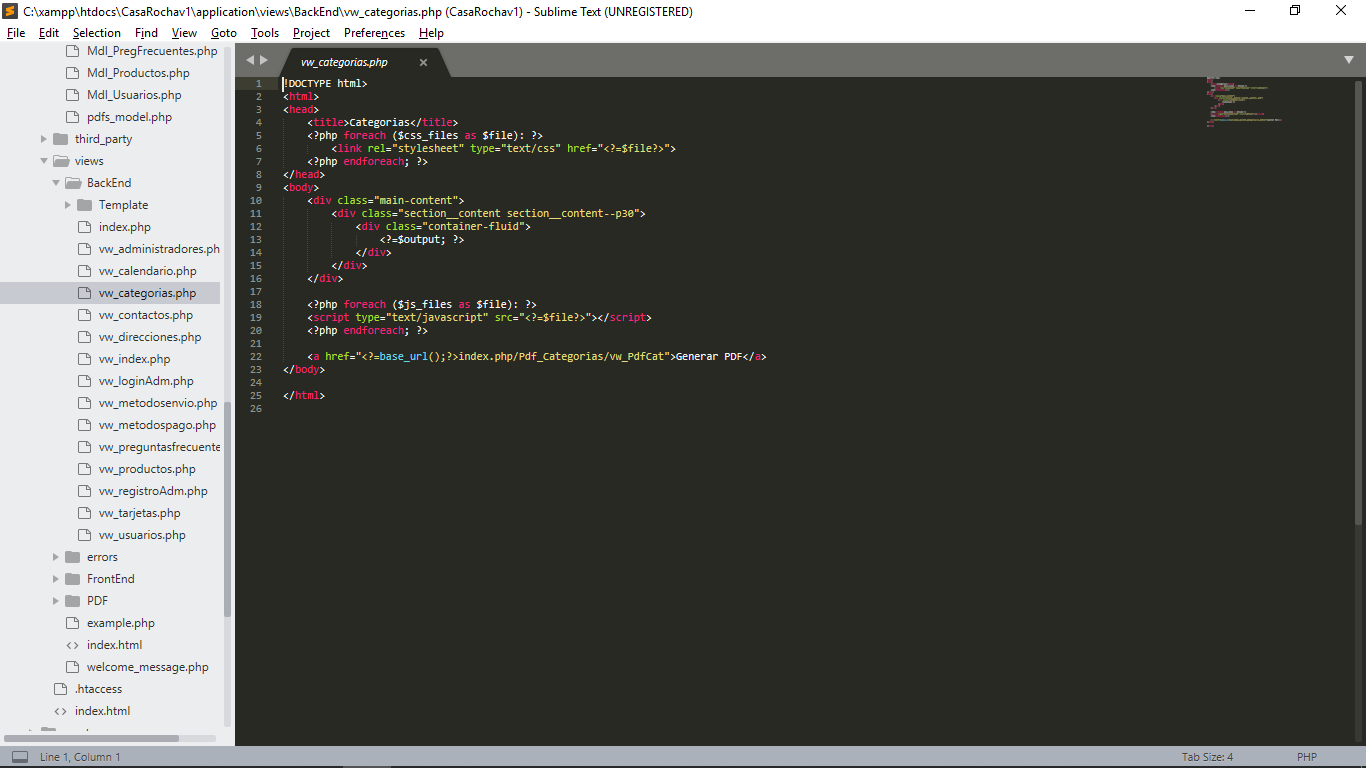 C:\xampp\htdocs\CasaRochav1\application\views\BackEnd\vw_categorias.php (CasaRochav1) - Sublime Text (UNREGISTERED)
File Edit Selection Find View Goto Tools Project Preferences Help
Mdl_PregFrecuentes.php
Mdl_Productos.php
Mdl_Usuarios.php
pdfs_model.php
third_party
views
BackEnd
Template
index.php
vw_administradores.ph
vw_calendario.php
vw_categorias.php
vw_contactos.php
vw_direcciones.php
vw_index.php
vw_loginAdm.php
vw_metodosenvio.php
vw_metodospago.php
vw_preguntasfrecuente
vw_productos.php
vw_registroAdm.php
vw_tarjetas.php
vw_usuarios.php
errors
FrontEnd
PDF
example.php
index.html
welcome_message.php
.htaccess
index.html
vw_categorias.php
1 !DOCTYPE html>
2 <html>
3 <head>
4 <title>Categorias</title>
5 <?php foreach ($css_files as $file): ?>
6 <link rel="stylesheet" type="text/css" href="<?=$file?>">
7 <?php endforeach; ?>
8 </head>
9 <body>
10 <div class="main-content">
11 <div class="section__content section__content--p30">
12 <div class="container-fluid">
13 <?=$output; ?>
14 </div>
15 </div>
16 </div>
17
18 <?php foreach ($js_files as $file): ?>
19 <script type="text/javascript" src="<?=$file?>"></script>
20 <?php endforeach; ?>
21
22 <a href="<?=base_url();?>index.php/Pdf_Categorias/vw_PdfCat">Generar PDF</a>
23 </body>
24
25 </html>
26
Line 1, Column 1
Tab Size: 4
PHP